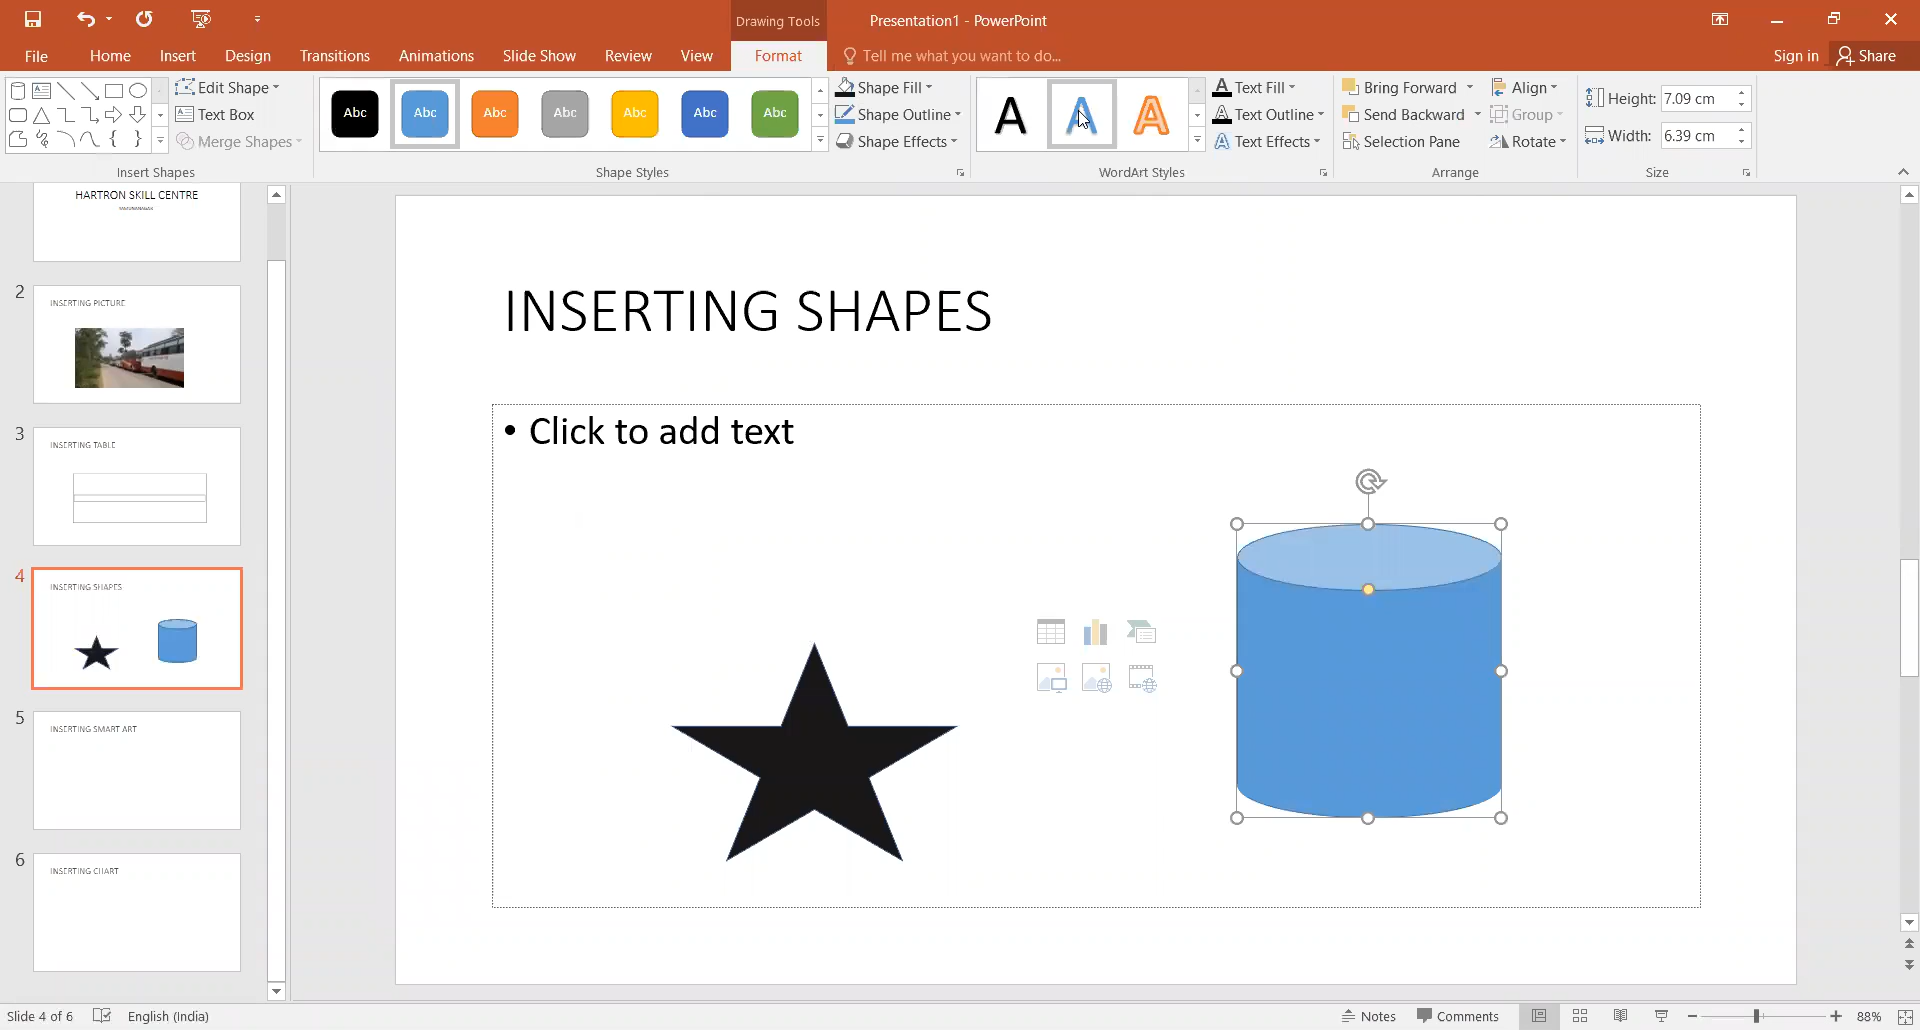 Drawing Tools
Presentation1 - PowerPoint
File
Home
Insert
Design
Transitions
Animations
Slide Show
Review
View
Format
Tell me what you want to do...
Sign in
Share
Edit Shape
Text Box
Merge Shapes
Insert Shapes
Abc
Abc
Abc
Abc
Abc
Abc
Abc
Shape Styles
Shape Fill
Shape Outline
Shape Effects
A
A
A
WordArt Styles
Text Fill
Text Outline
Text Effects
Bring Forward
Send Backward
Selection Pane
Align
Group
Rotate
Arrange
Height: 7.09 cm
Width: 6.39 cm
Size
HARTRON SKILL CENTRE
2
INSERTING PICTURE
3
INSERTING TABLE
4
INSERTING SHAPES
5
INSERTING SMART ART
6
INSERTING CHART
INSERTING SHAPES
• Click to add text
Slide 4 of 6
English (India)
Notes
Comments
88%